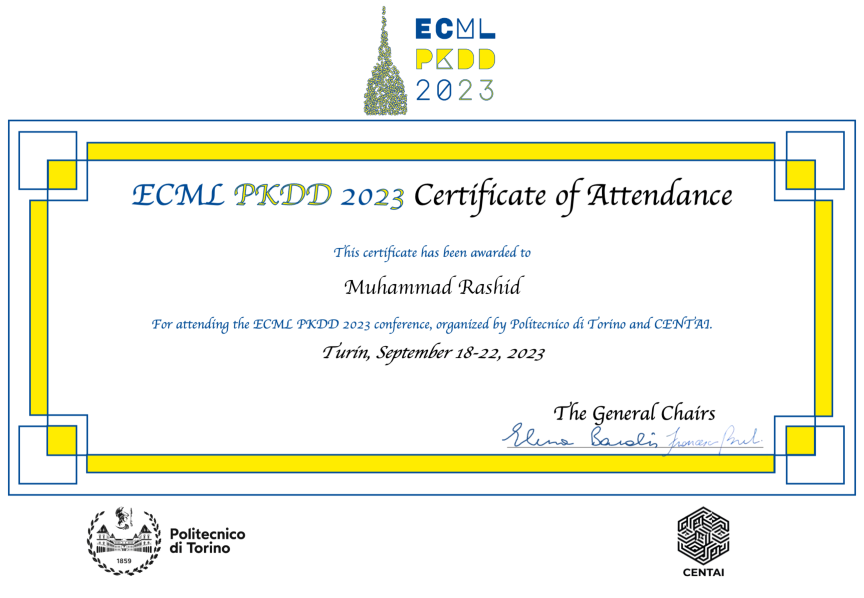 ECML
PKDD
2023
ECML PKDD 2023 Certificate of Attendance
This certificate has been awarded to
Muhammad Rashid
For attending the ECML PKDD 2023 conference, organized by Politecnico di Torino and CENTAI.
Turin, September 18-22, 2023
The General Chairs
Elena Baralis
Politecnico
di Torino
1859
CENTAI